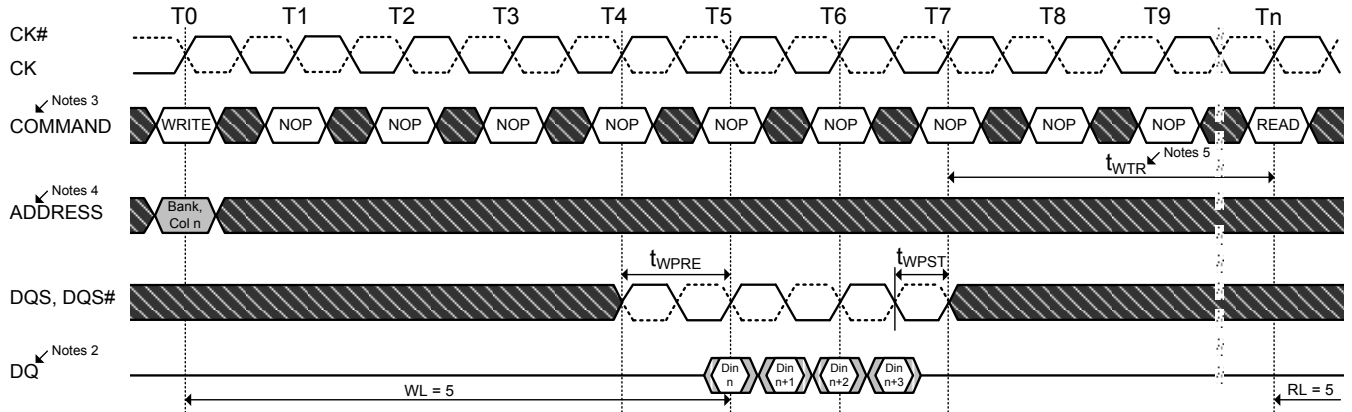 T0 T1 T2 T3 T4 T5 T6 T7 T8 T9 Tn
CK#
CK
Notes 3
COMMAND WRITE NOP NOP NOP NOP NOP NOP NOP NOP NOP READ
tWTR Notes 5
Notes 4
ADDRESS Bank,
Col n
tWPRE tWPST
DQS, DQS#
Notes 2
DQ Din Din Din Din
n n+1 n+2 n+3
WL = 5 RL = 5